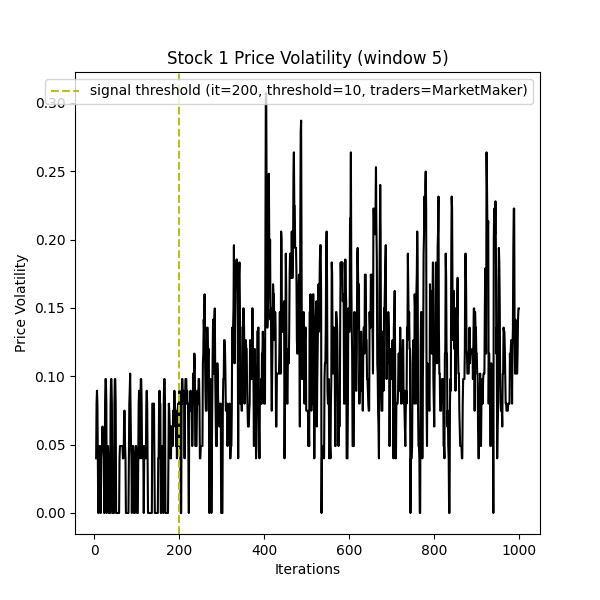 Stock 1 Price Volatility (window 5)
signal threshold (it=200, threshold=10, traders=MarketMaker)
0.30
0.25
0.20
0.15
0.10
0.05
0.00
Price Volatility
0 200 400 600 800 1000
Iterations